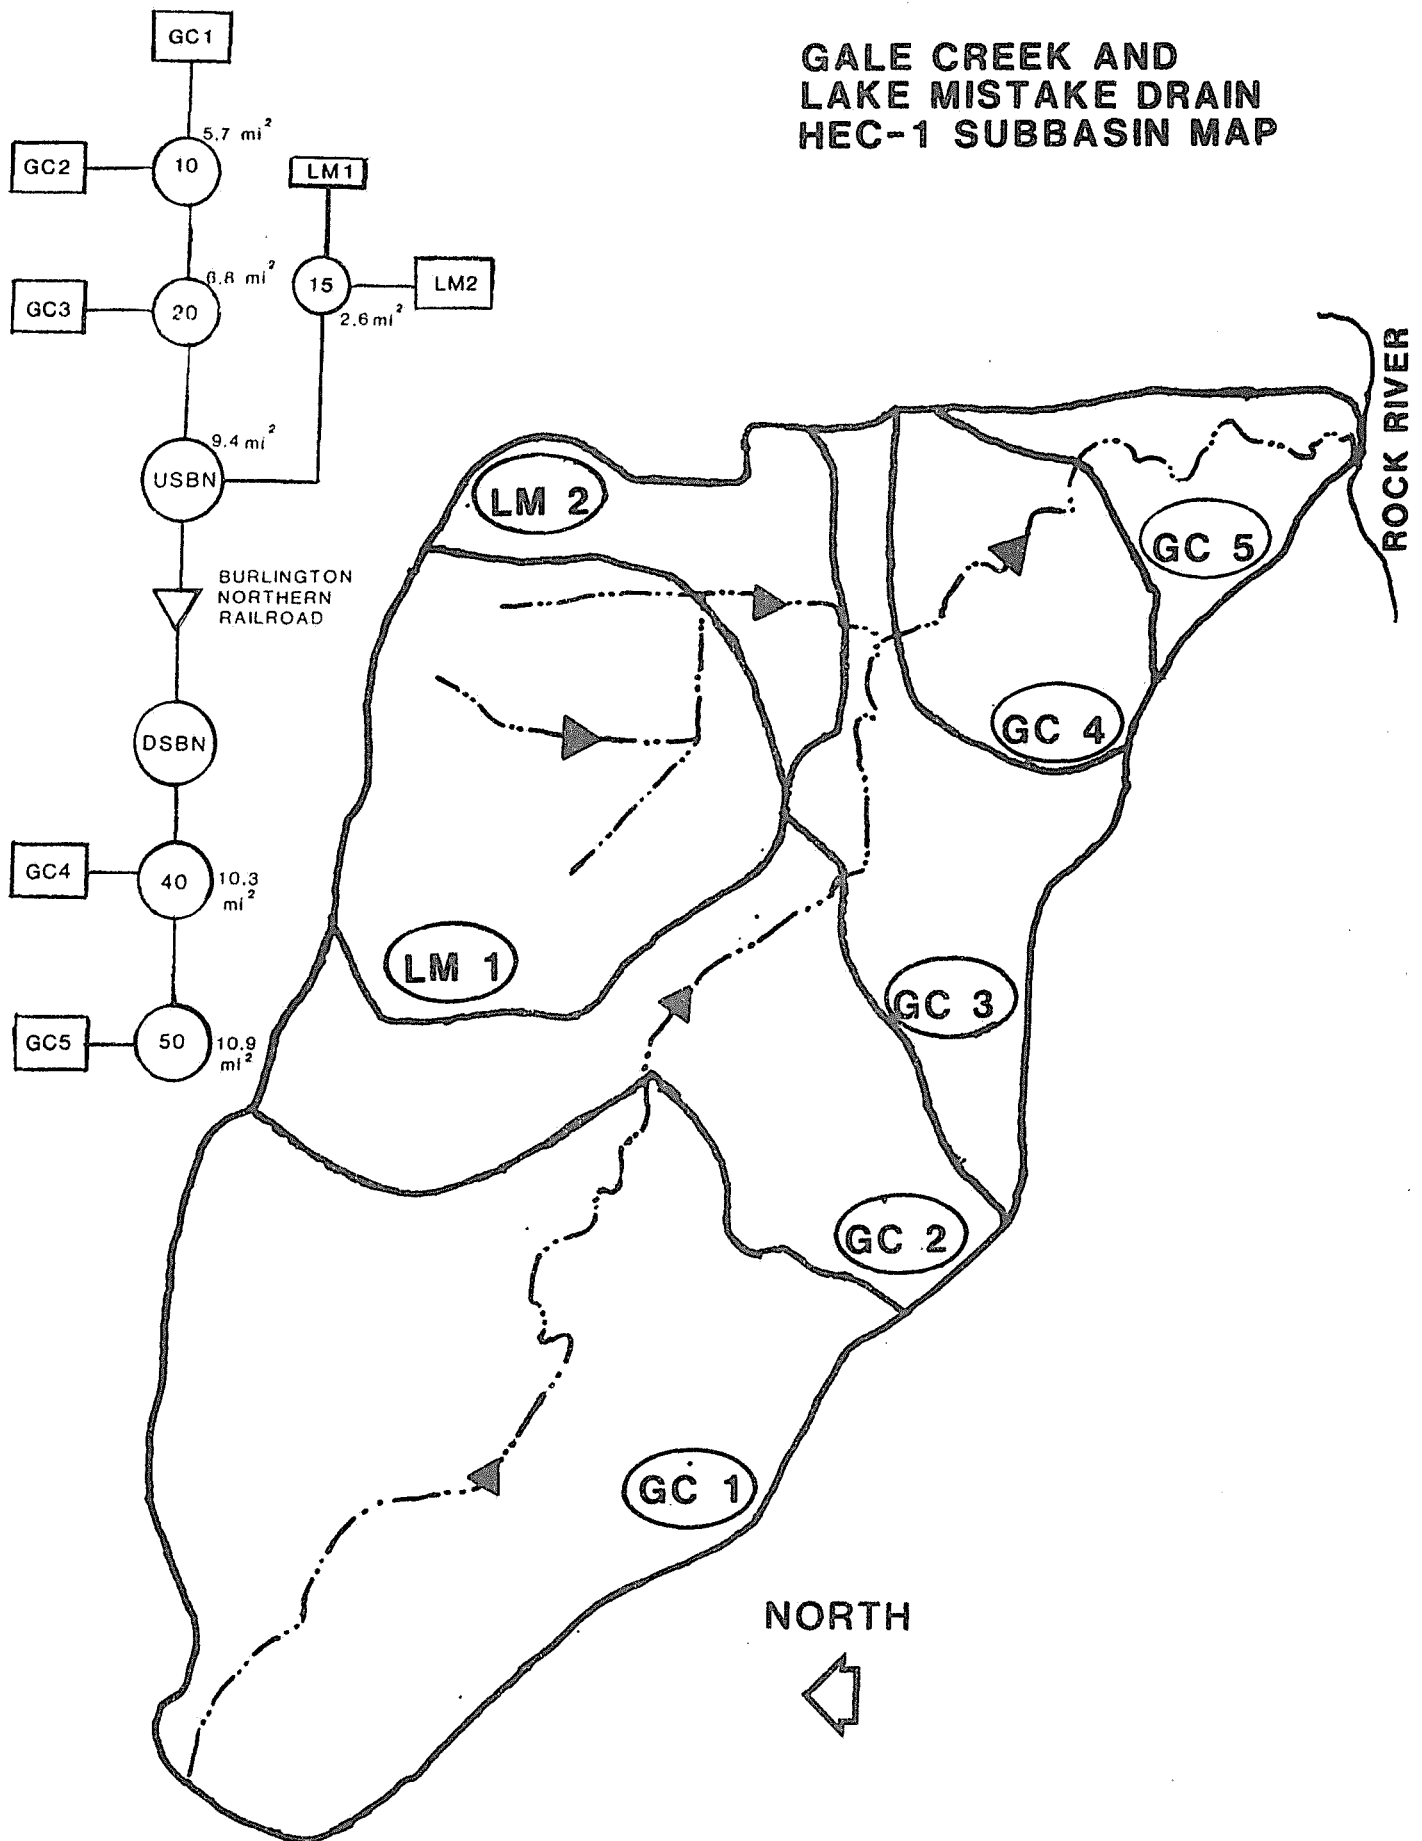 GALE CREEK AND
LAKE MISTAKE DRAIN
HEC-1 SUBBASIN MAP
GC1
5.7 mi²
GC2
10
LM1
6.8 mi²
GC3
20
15
LM2
2.6 mi²
9.4 mi²
USBN
BURLINGTON
NORTHERN
RAILROAD
DSBN
GC4
40
10.3
mi²
GC5
50
10.9
mi²
ROCK RIVER
LM 2
GC 5
GC 4
LM 1
GC 3
GC 2
GC 1
NORTH